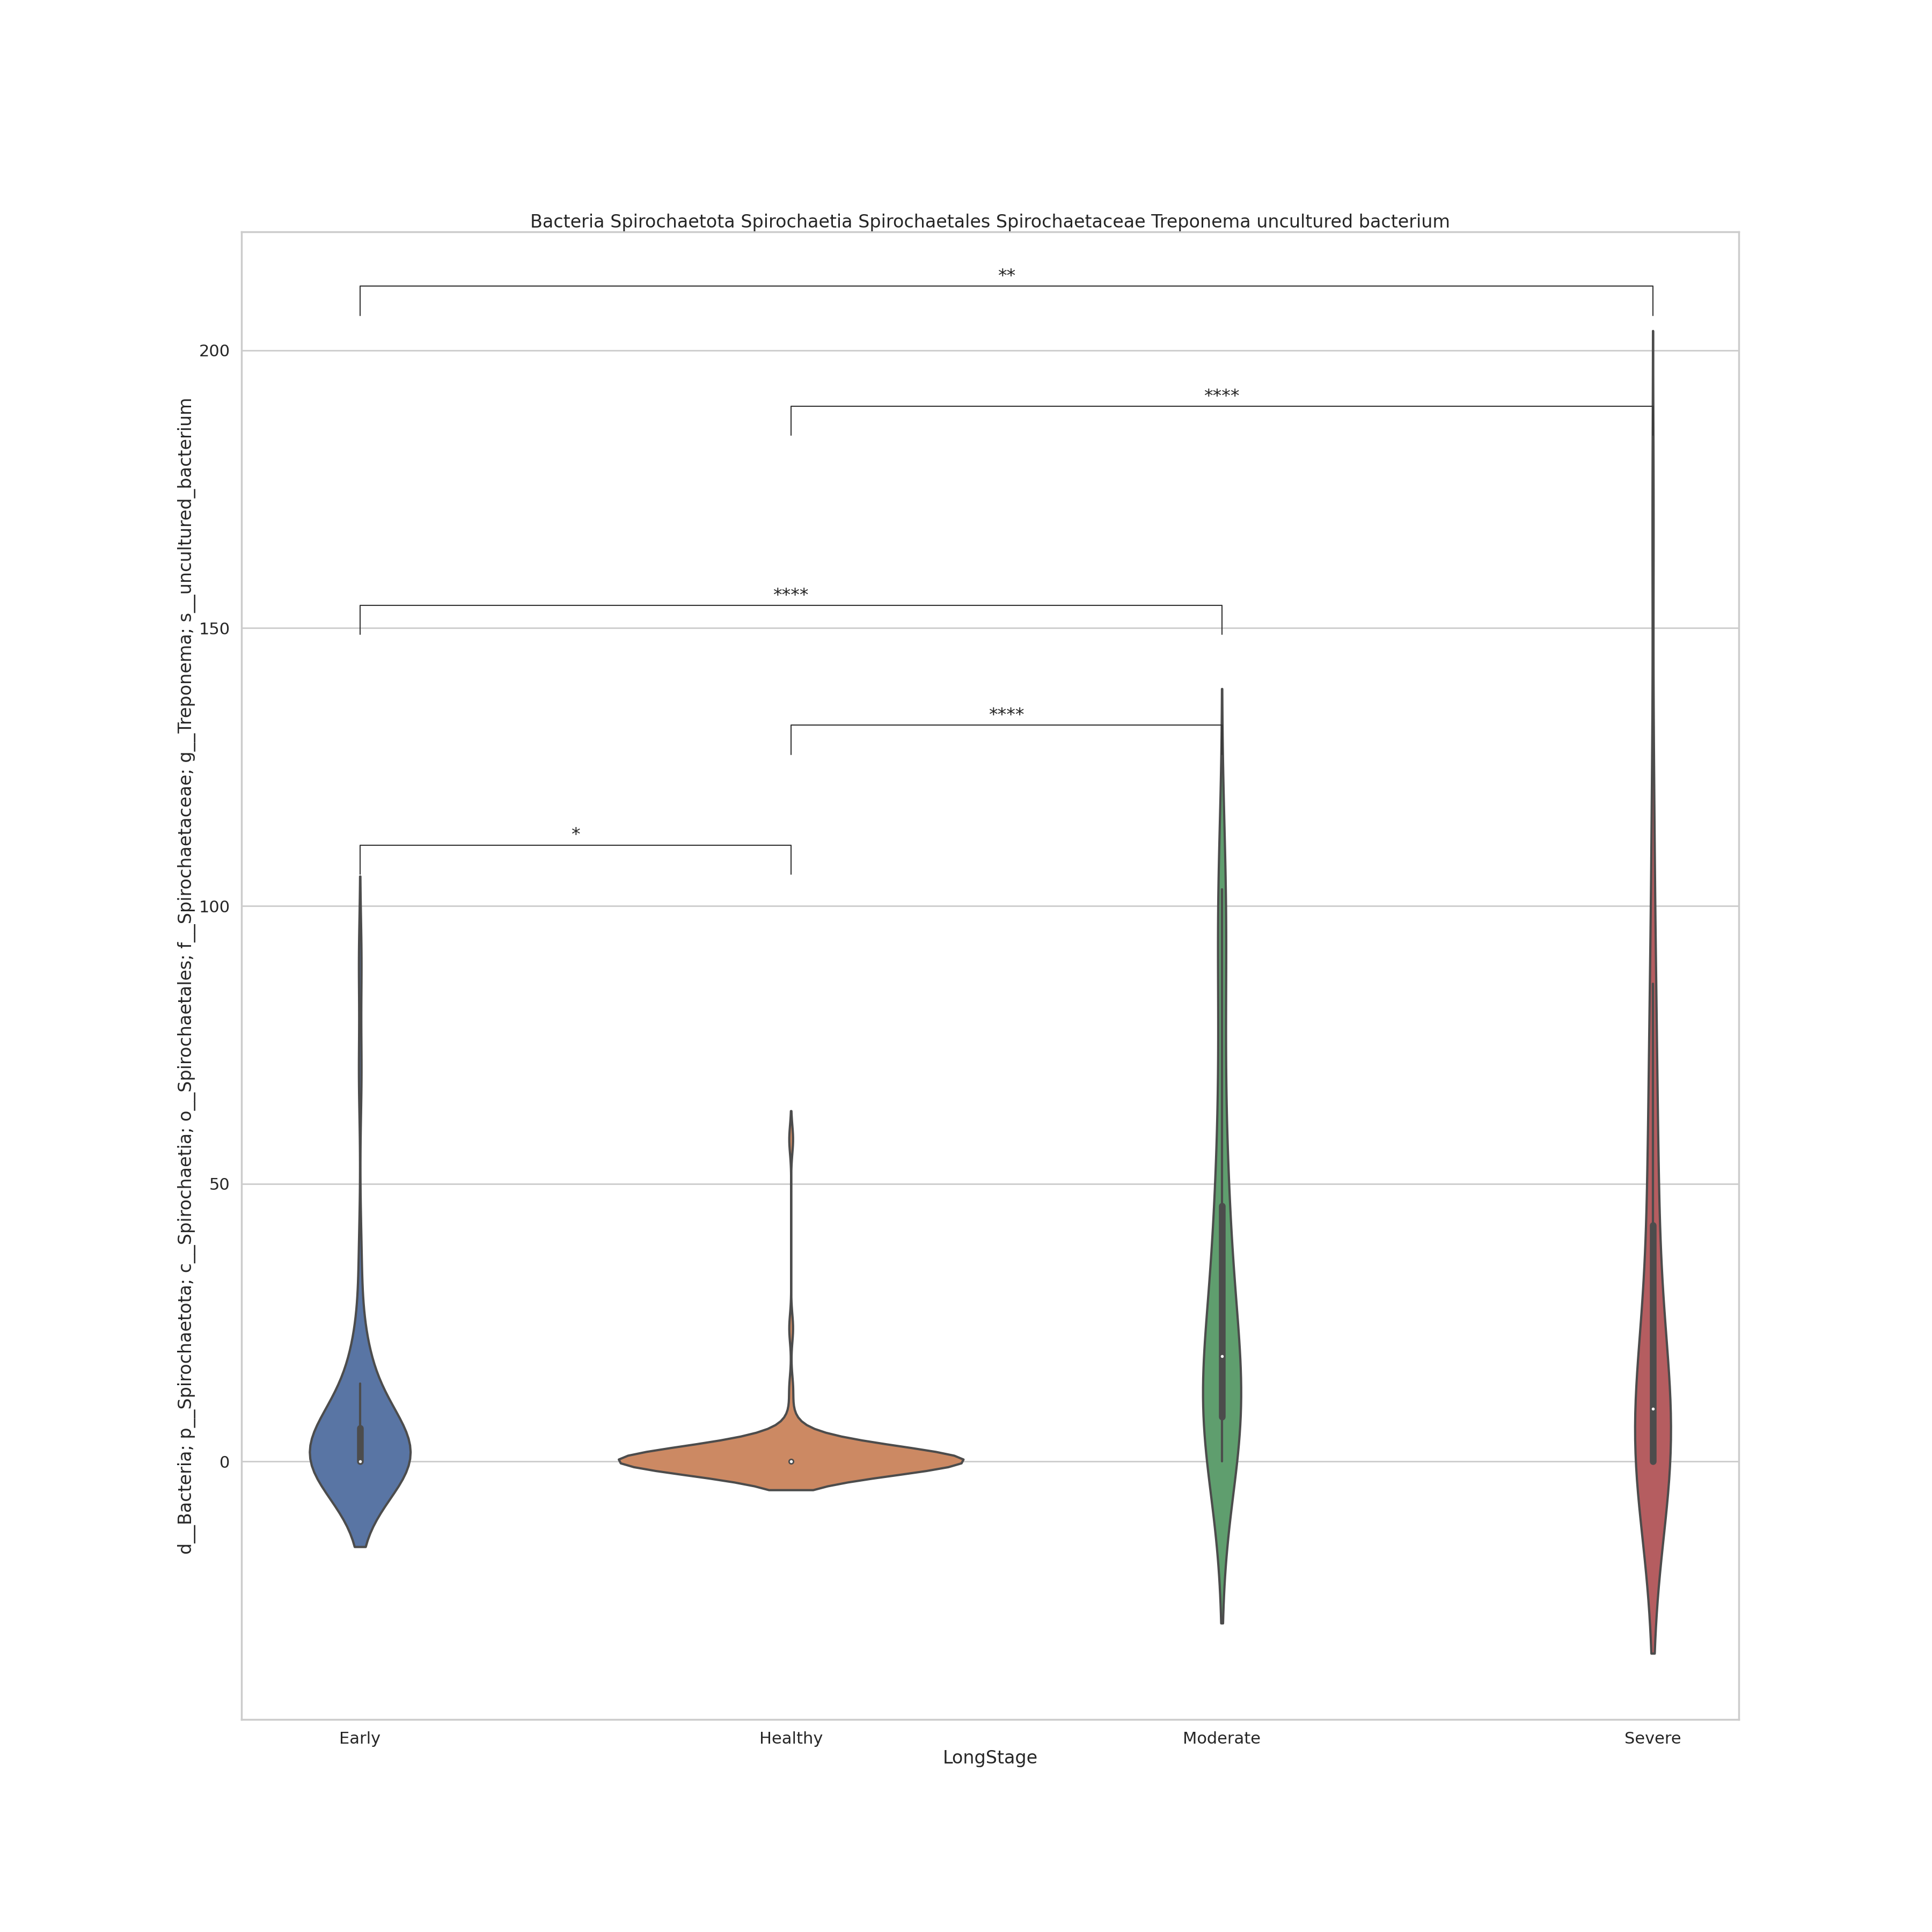 Bacteria Spirochaetota Spirochaetia Spirochaetales Spirochaetaceae Treponema uncultured bacterium
**
****
****
****
*
200
150
100
50
0
d__Bacteria; p__Spirochaetota; c__Spirochaetia; o__Spirochaetales; f__Spirochaetaceae; g__Treponema; s__uncultured_bacterium
Early Healthy Moderate Severe
LongStage